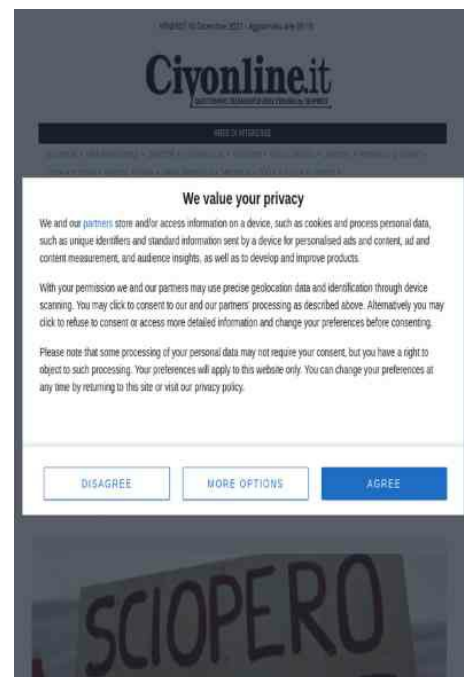 Civonline.it
We value your privacy
We and our partners store and/or access information on a device, such as cookies and process personal data,
such as unique identifiers and standard information sent by a device for personalised ads and content, ad and
content measurement, and audience insights, as well as to develop and improve products.
With your permission we and our partners may use precise geolocation data and identification through device
scanning. You may click to consent to our and our partners' processing as described above. Alternatively you may
click to refuse to consent or access more detailed information and change your preferences before consenting.
Please note that some processing of your personal data may not require your consent, but you have a right to
object to such processing. Your preferences will apply to this website only. You can change your preferences at
any time by returning to this site or visit our privacy policy.
DISAGREE
MORE OPTIONS
AGREE
SCIOPERO